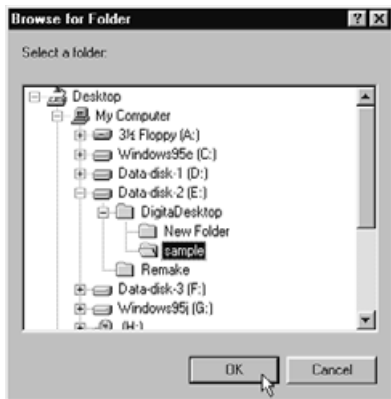 Browse for Folder
Select a folder:
Desktop
My Computer
3½ Floppy (A:)
Windows95e (C:)
Data-disk-1 (D:)
Data-disk-2 (E:)
DigitaDesktop
New Folder
sample
Remake
Data-disk-3 (F:)
Windows95j (G:)
(H:)
OK
Cancel